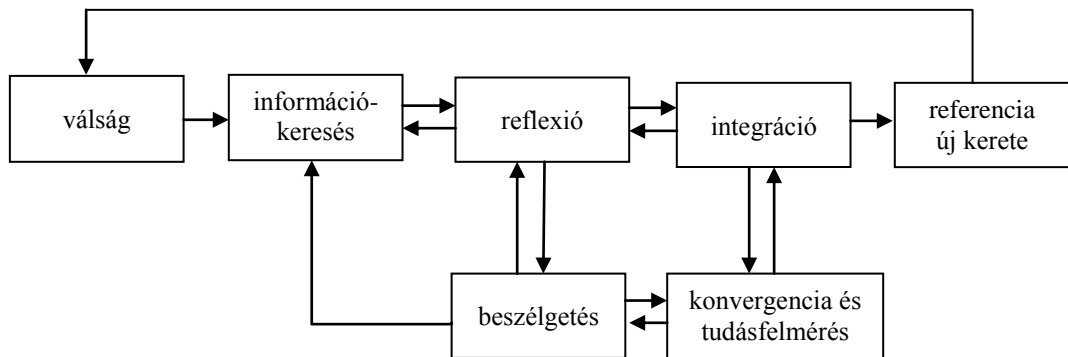 válság
információ-
keresés
reflexió
integráció
referencia
új kerete
beszélgetés
konvergencia és
tudásfelmérés